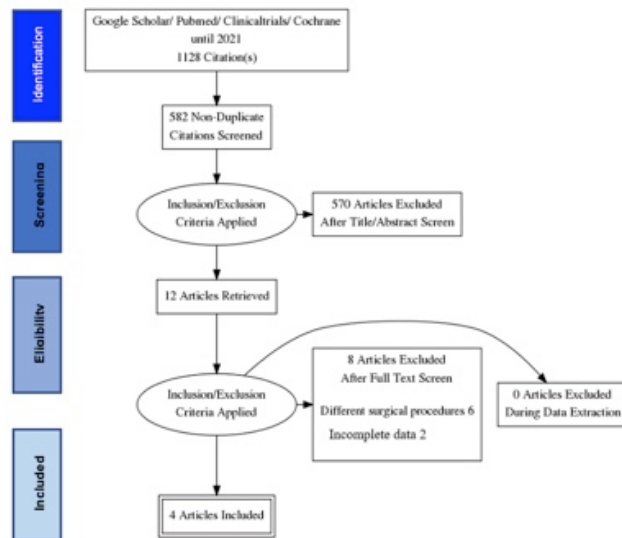 Google Scholar/ Pubmed/ Clinicaltrials/ Cochrane
until 2021
1128 Citation(s)
Identification
582 Non-Duplicate
Citations Screened
Screening
Inclusion/Exclusion
Criteria Applied
570 Articles Excluded
After Title/Abstract Screen
12 Articles Retrieved
Eligibility
Inclusion/Exclusion
Criteria Applied
8 Articles Excluded
After Full Text Screen
Different surgical procedures 6
Incomplete data 2
0 Articles Excluded
During Data Extraction
Included
4 Articles Included